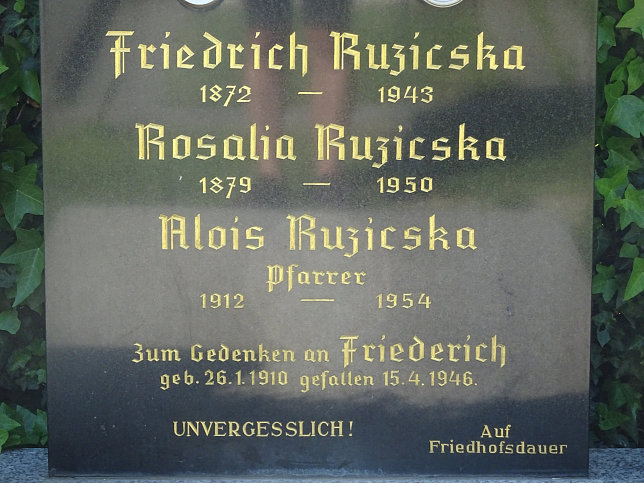 Friedrich Ruzicska
1872 — 1943
Rosalia Ruzicska
1879 — 1950
Alois Ruzicska
Pfarrer
1912 — 1954
Zum Gedenken an Friederich
geb. 26.1.1910 gefallen 15.4.1946.
UNVERGESSLICH!
Auf
Friedhofsdauer